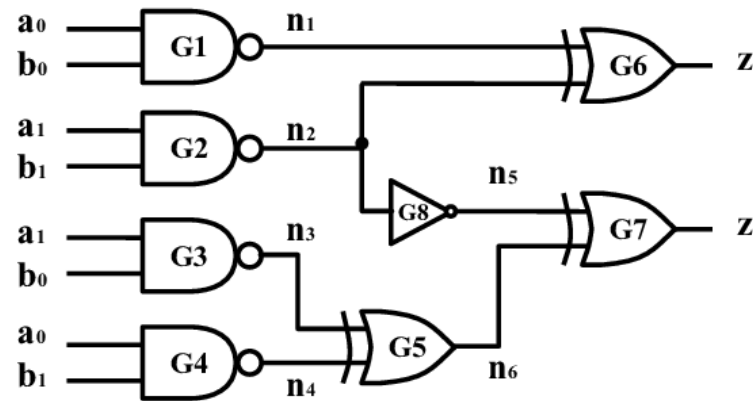 a₀ G1 n₁ G6 z
b₀
a₁ G2 n₂
b₁
G8 n₅ G7 z
a₁ G3 n₃
b₀
a₀ G4 n₄ G5 n₆
b₁